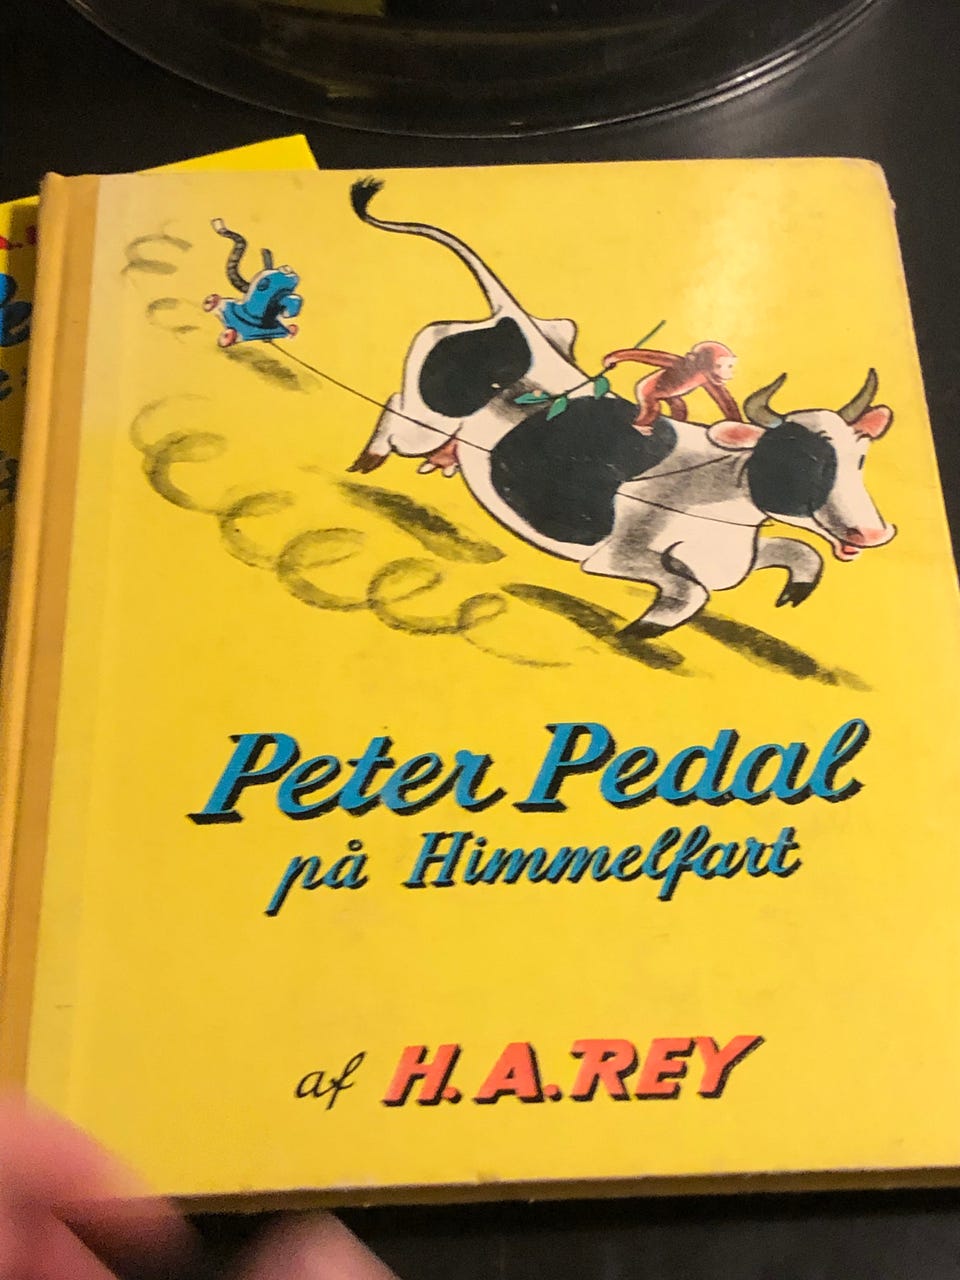 Peter Pedal
på Himmelfart
af H. A. REY